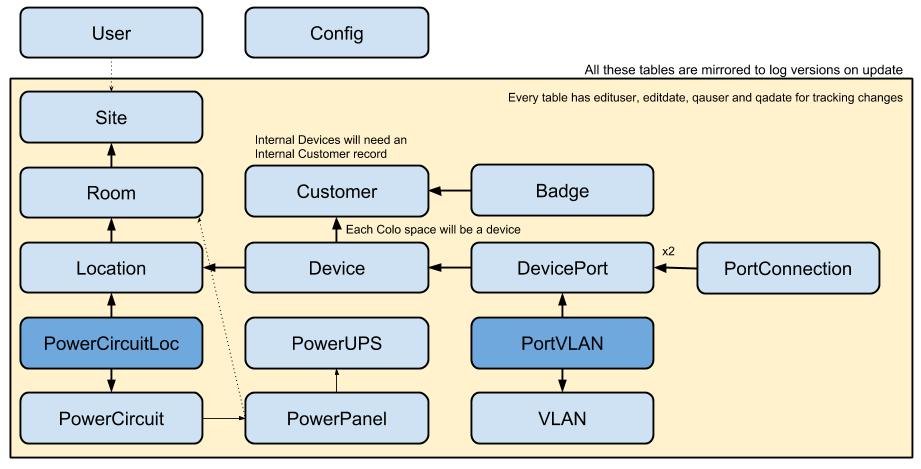 User
Config
All these tables are mirrored to log versions on update
Every table has edituser, editdate, qauser and qadate for tracking changes
Site
Internal Devices will need an
Internal Customer record
Room
Customer
Badge
Each Colo space will be a device
Location
Device
DevicePort
x2
PortConnection
PowerCircuitLoc
PowerUPS
PortVLAN
PowerCircuit
PowerPanel
VLAN